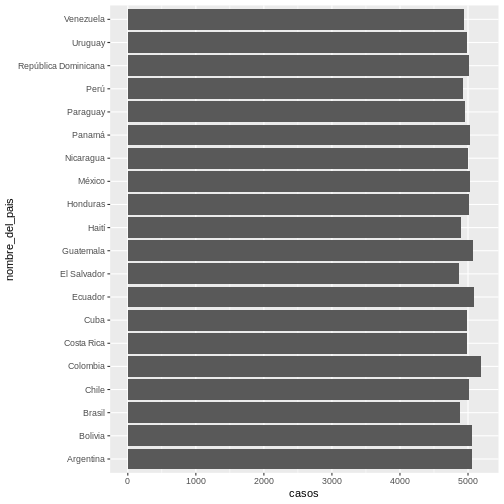 Venezuela
Uruguay
República Dominicana
Perú
Paraguay
Panamá
Nicaragua
México
Honduras
Haití
Guatemala
El Salvador
Ecuador
Cuba
Costa Rica
Colombia
Chile
Brasil
Bolivia
Argentina
nombre_del_pais
0 1000 2000 3000 4000 5000
casos